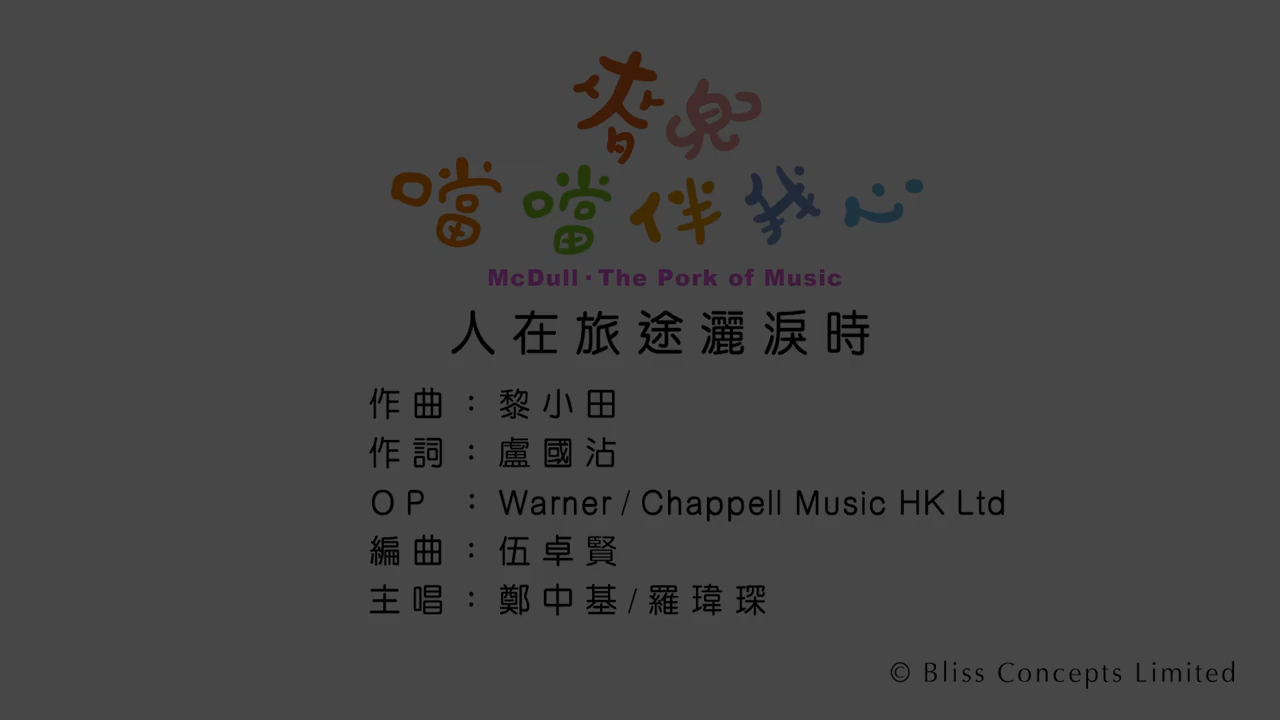 麥兜
噹噹伴我心
McDull·The Pork of Music
人在旅途灑淚時
作曲：黎小田
作詞：盧國沾
OP ：Warner / Chappell Music HK Ltd
編曲：伍卓賢
主唱：鄭中基/羅瑋琛
© Bliss Concepts Limited